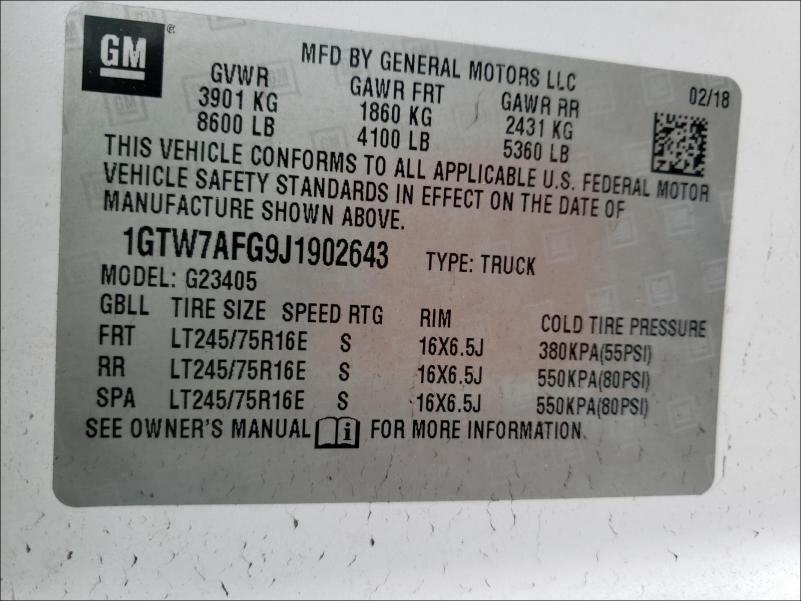 GM
MFD BY GENERAL MOTORS LLC
02/18
GVWR GAWR FRT GAWR RR
3901 KG 1860 KG 2431 KG
8600 LB 4100 LB 5360 LB
THIS VEHICLE CONFORMS TO ALL APPLICABLE U.S. FEDERAL MOTOR
VEHICLE SAFETY STANDARDS IN EFFECT ON THE DATE OF
MANUFACTURE SHOWN ABOVE.
1GTW7AFG9J1902643 TYPE: TRUCK
MODEL: G23405
GBLL TIRE SIZE SPEED RTG RIM COLD TIRE PRESSURE
FRT LT245/75R16E S 16X6.5J 380KPA(55PSI)
RR LT245/75R16E S 16X6.5J 550KPA(80PSI)
SPA LT245/75R16E S 16X6.5J 550KPA(80PSI)
SEE OWNER'S MANUAL i FOR MORE INFORMATION.